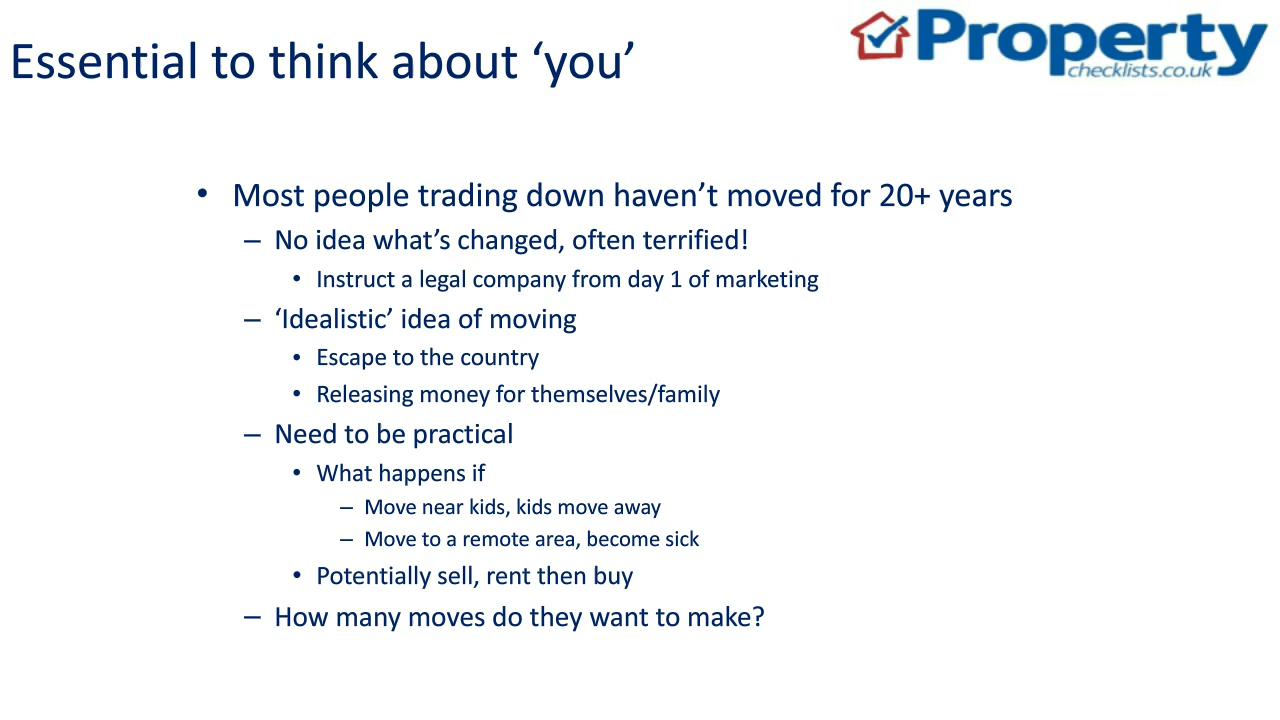 Essential to think about ‘you’
Property
checklists.co.uk
• Most people trading down haven’t moved for 20+ years
– No idea what’s changed, often terrified!
• Instruct a legal company from day 1 of marketing
– ‘Idealistic’ idea of moving
• Escape to the country
• Releasing money for themselves/family
– Need to be practical
• What happens if
– Move near kids, kids move away
– Move to a remote area, become sick
• Potentially sell, rent then buy
– How many moves do they want to make?